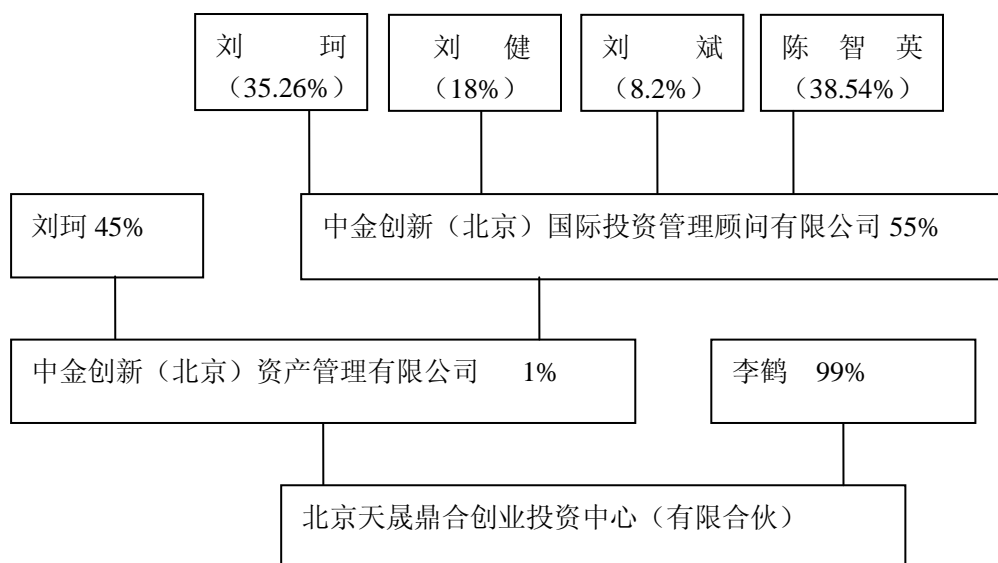 刘 珂
（35.26%）
刘 健
（18%）
刘 斌
（8.2%）
陈 智 英
（38.54%）
刘珂 45%
中金创新（北京）国际投资管理顾问有限公司 55%
中金创新（北京）资产管理有限公司 1%
李鹤 99%
北京天晟鼎合创业投资中心（有限合伙）